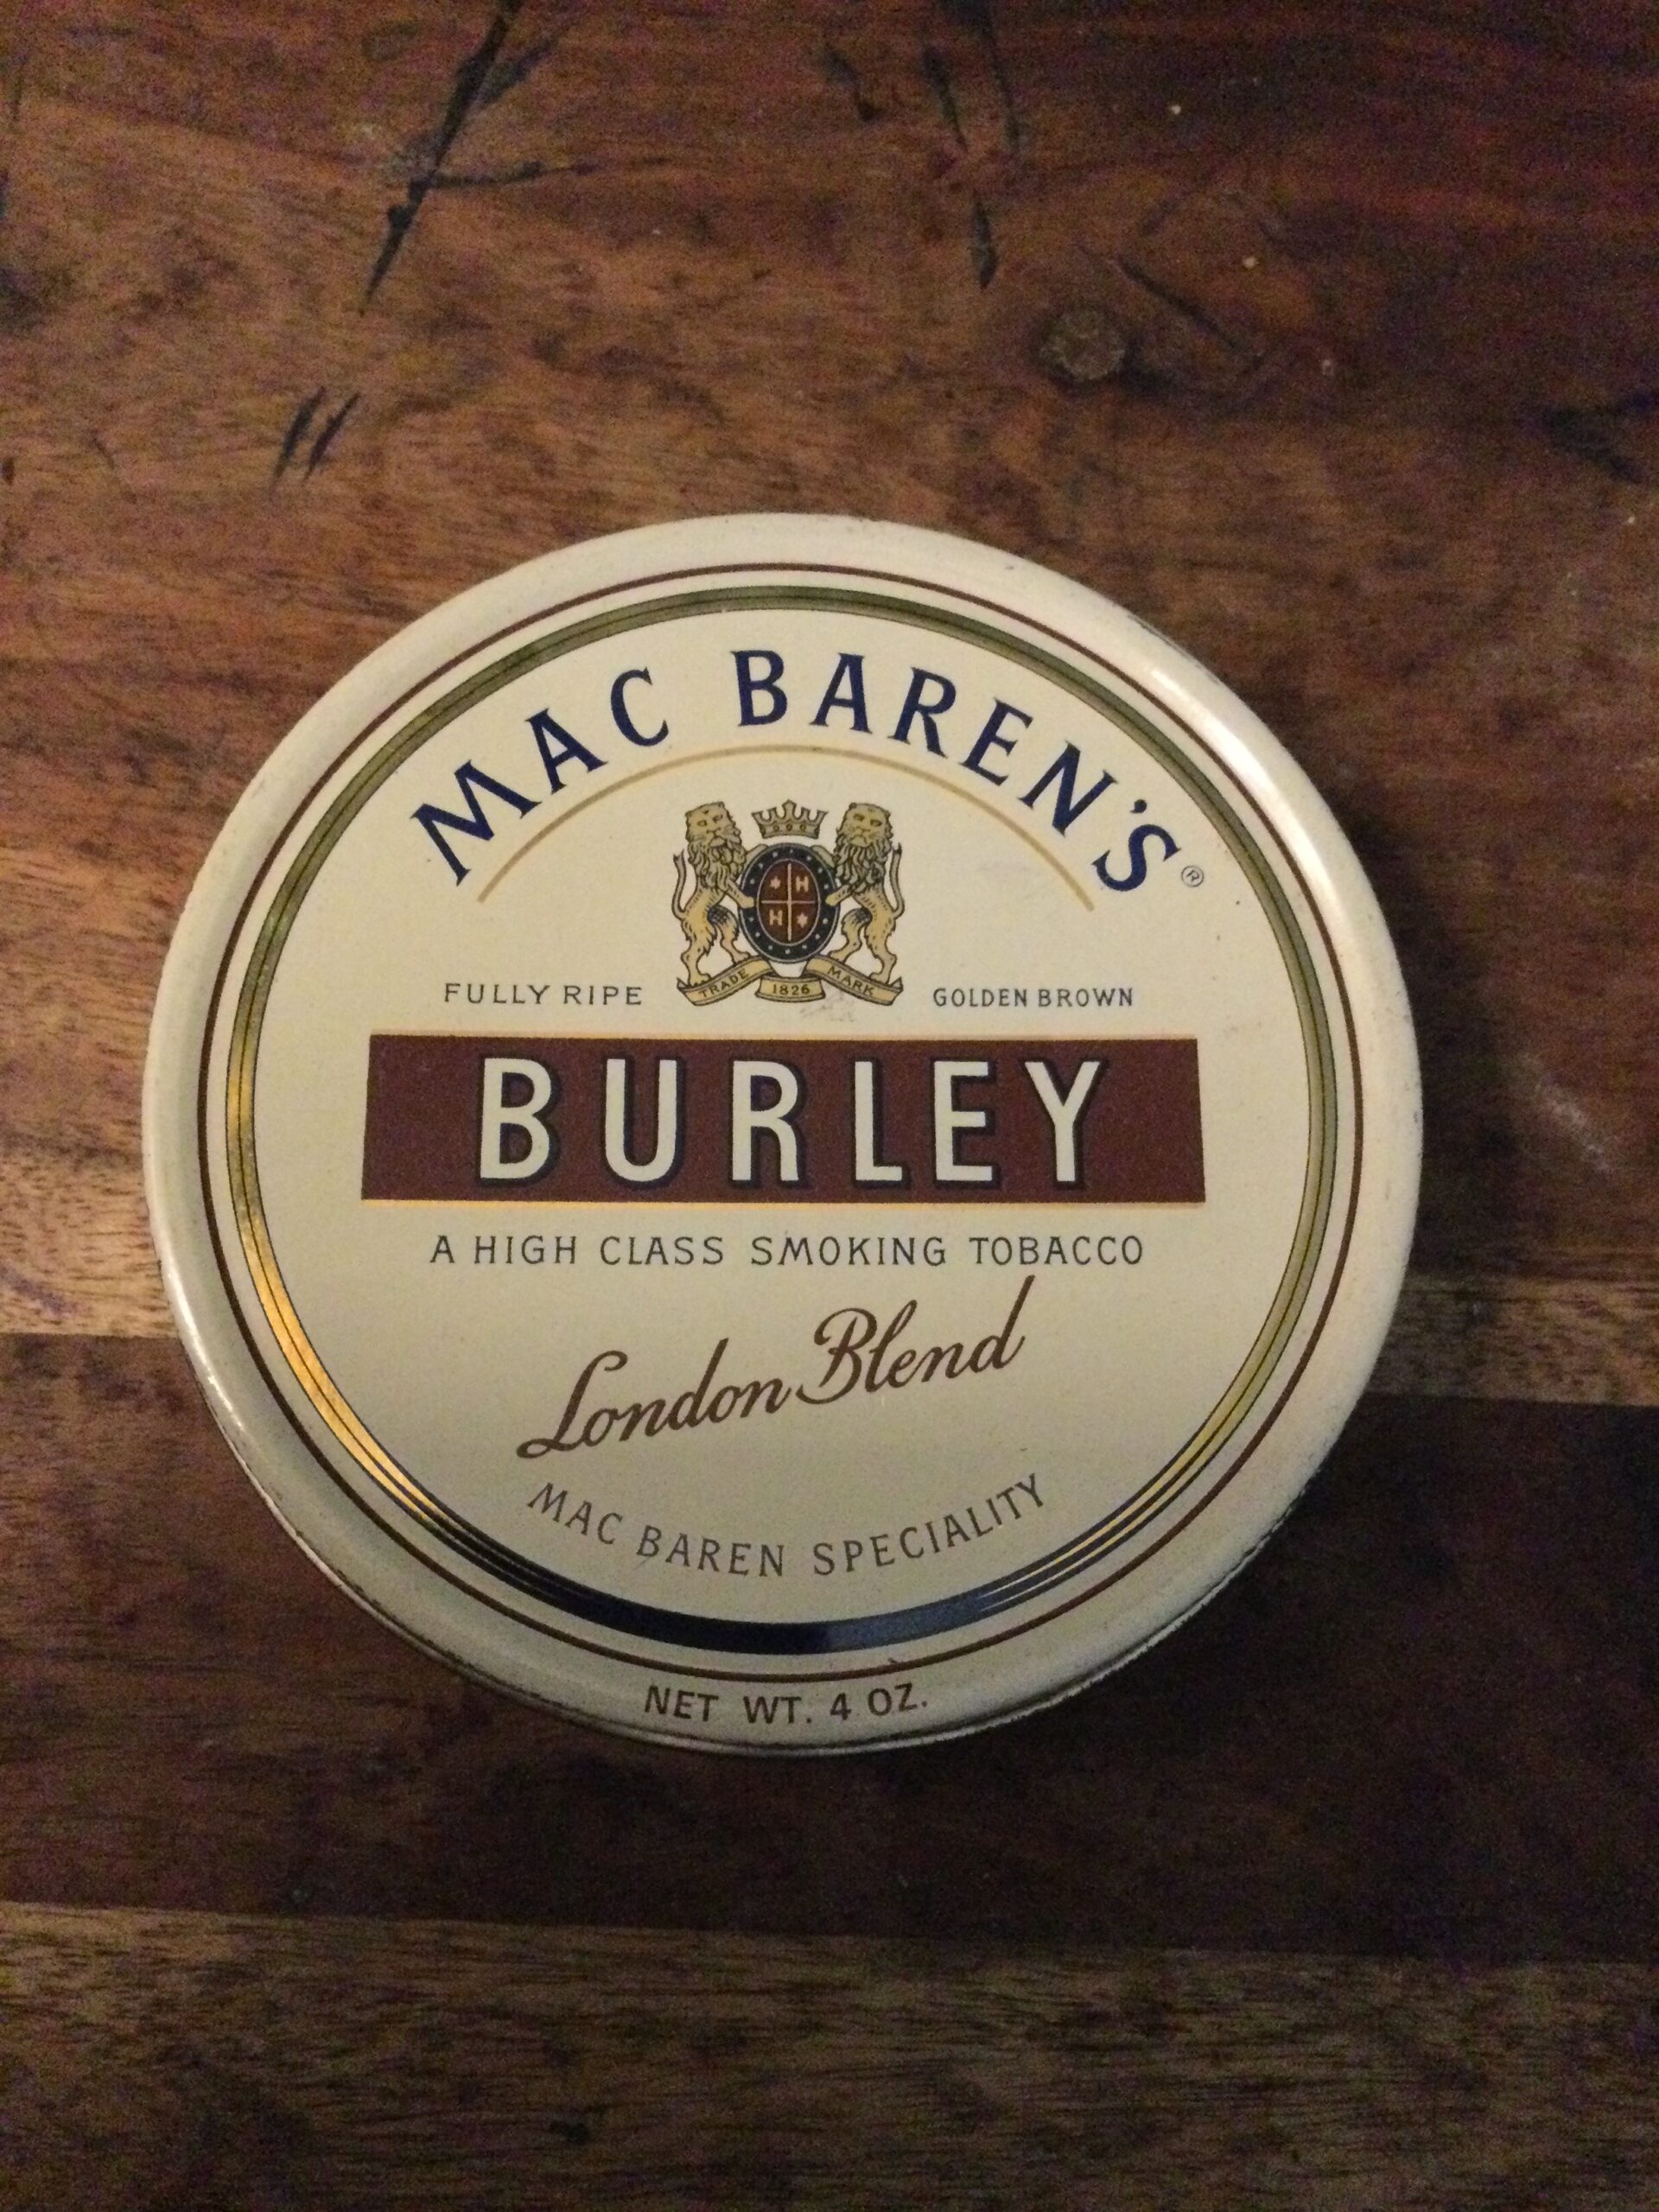 MAC BAREN'S®
★ H
H ★
TRADE 1826 MARK
FULLY RIPE GOLDEN BROWN
BURLEY
A HIGH CLASS SMOKING TOBACCO
London Blend
MAC BAREN SPECIALITY
NET WT. 4 OZ.